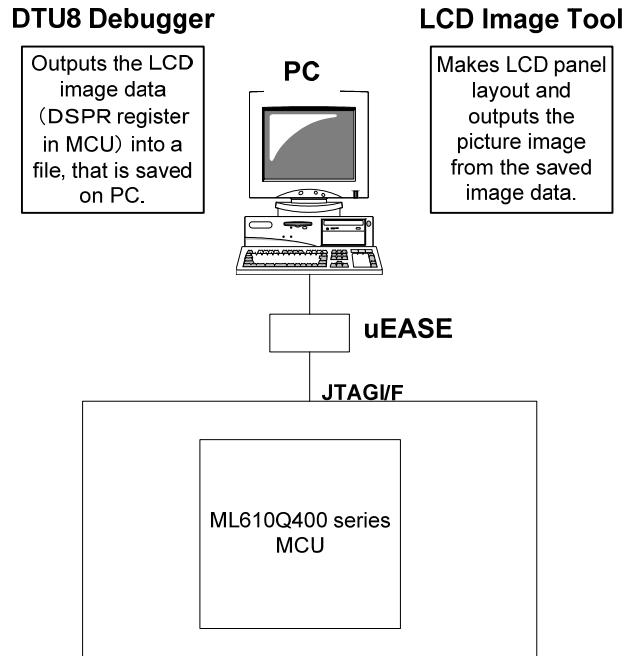 DTU8 Debugger
Outputs the LCD
image data
（DSPR register
in MCU）into a
file, that is saved
on PC.
PC
LCD Image Tool
Makes LCD panel
layout and
outputs the
picture image
from the saved
image data.
uEASE
JTAGI/F
ML610Q400 series
MCU